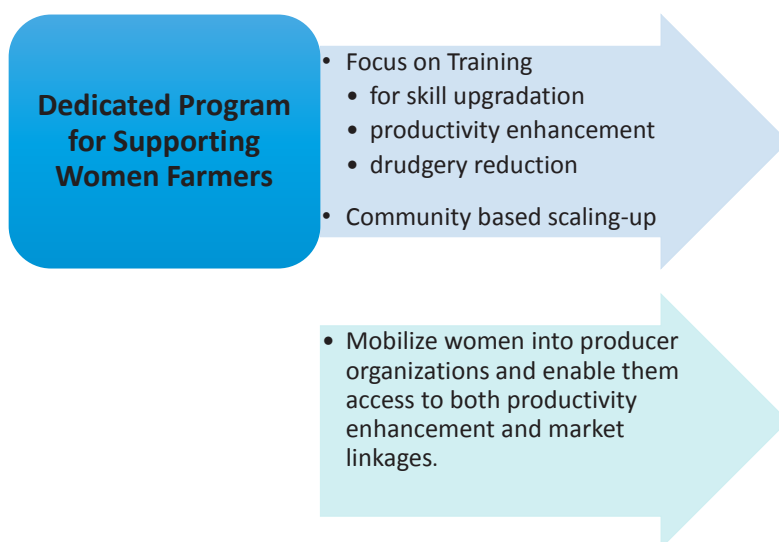 Dedicated Program
for Supporting
Women Farmers
• Focus on Training
• for skill upgradation
• productivity enhancement
• drudgery reduction
• Community based scaling-up
• Mobilize women into producer
organizations and enable them
access to both productivity
enhancement and market
linkages.